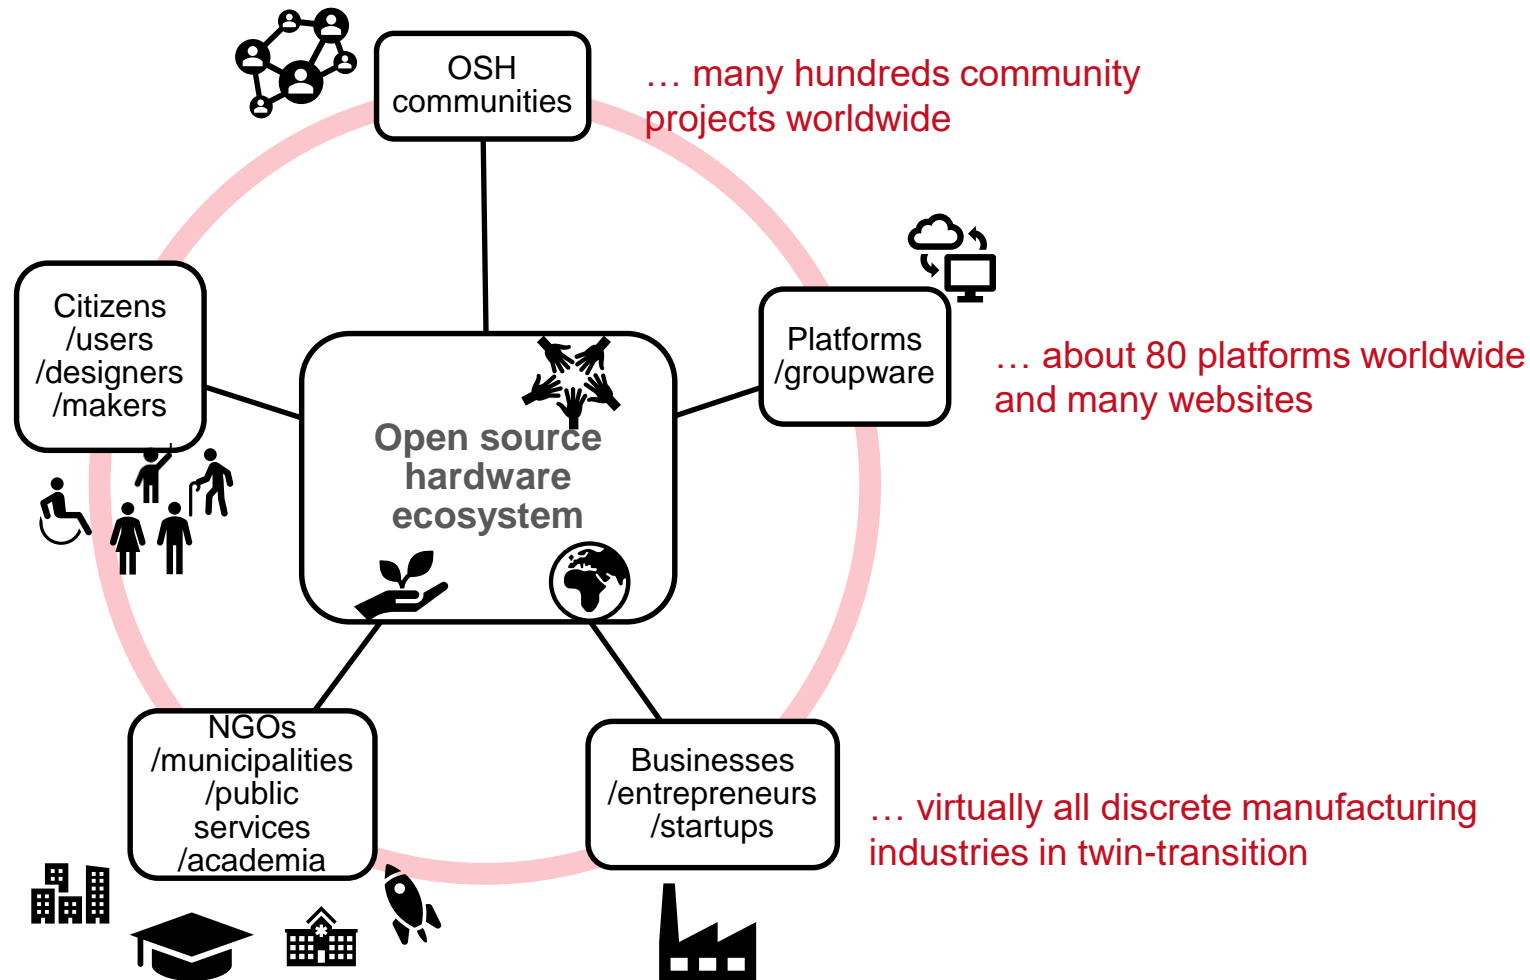 OSH
communities
… many hundreds community
projects worldwide
Citizens
/users
/designers
/makers
Platforms
/groupware
… about 80 platforms worldwide
and many websites
Open source
hardware
ecosystem
NGOs
/municipalities
/public
services
/academia
Businesses
/entrepreneurs
/startups
… virtually all discrete manufacturing
industries in twin-transition